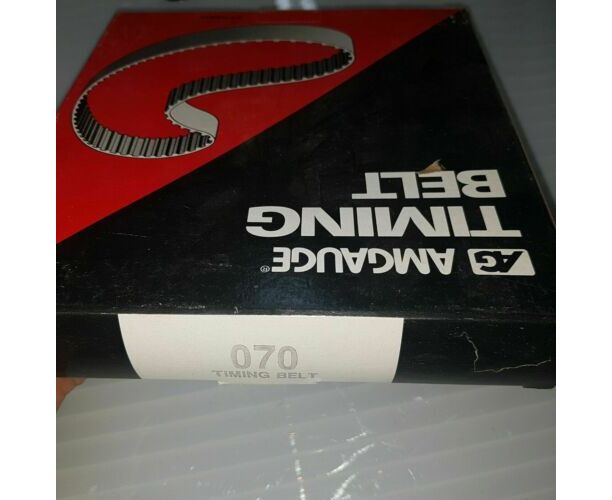 AG AMGAUGE®
TIMING
BELT
070
TIMING BELT